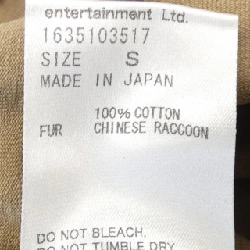 entertainment Ltd.
1635103517
SIZE S
MADE IN JAPAN
100% COTTON
FUR CHINESE RACCOON
DO NOT BLEACH.
DO NOT TUMBLE DRY.